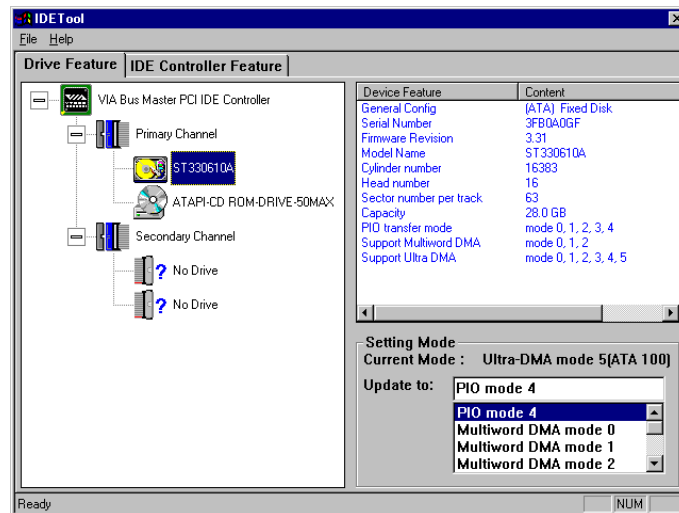 IDETool
File Help
Drive Feature IDE Controller Feature
VIA Bus Master PCI IDE Controller
Primary Channel
ST330610A
ATAPI-CD ROM-DRIVE-50MAX
Secondary Channel
? No Drive
? No Drive
Device Feature Content
General Config (ATA) Fixed Disk
Serial Number 3FB0A0GF
Firmware Revision 3.31
Model Name ST330610A
Cylinder number 16383
Head number 16
Sector number per track 63
Capacity 28.0 GB
PIO transfer mode mode 0, 1, 2, 3, 4
Support Multiword DMA mode 0, 1, 2
Support Ultra DMA mode 0, 1, 2, 3, 4, 5
Setting Mode
Current Mode : Ultra-DMA mode 5(ATA 100)
Update to: PIO mode 4
PIO mode 4
Multiword DMA mode 0
Multiword DMA mode 1
Multiword DMA mode 2
Ready NUM